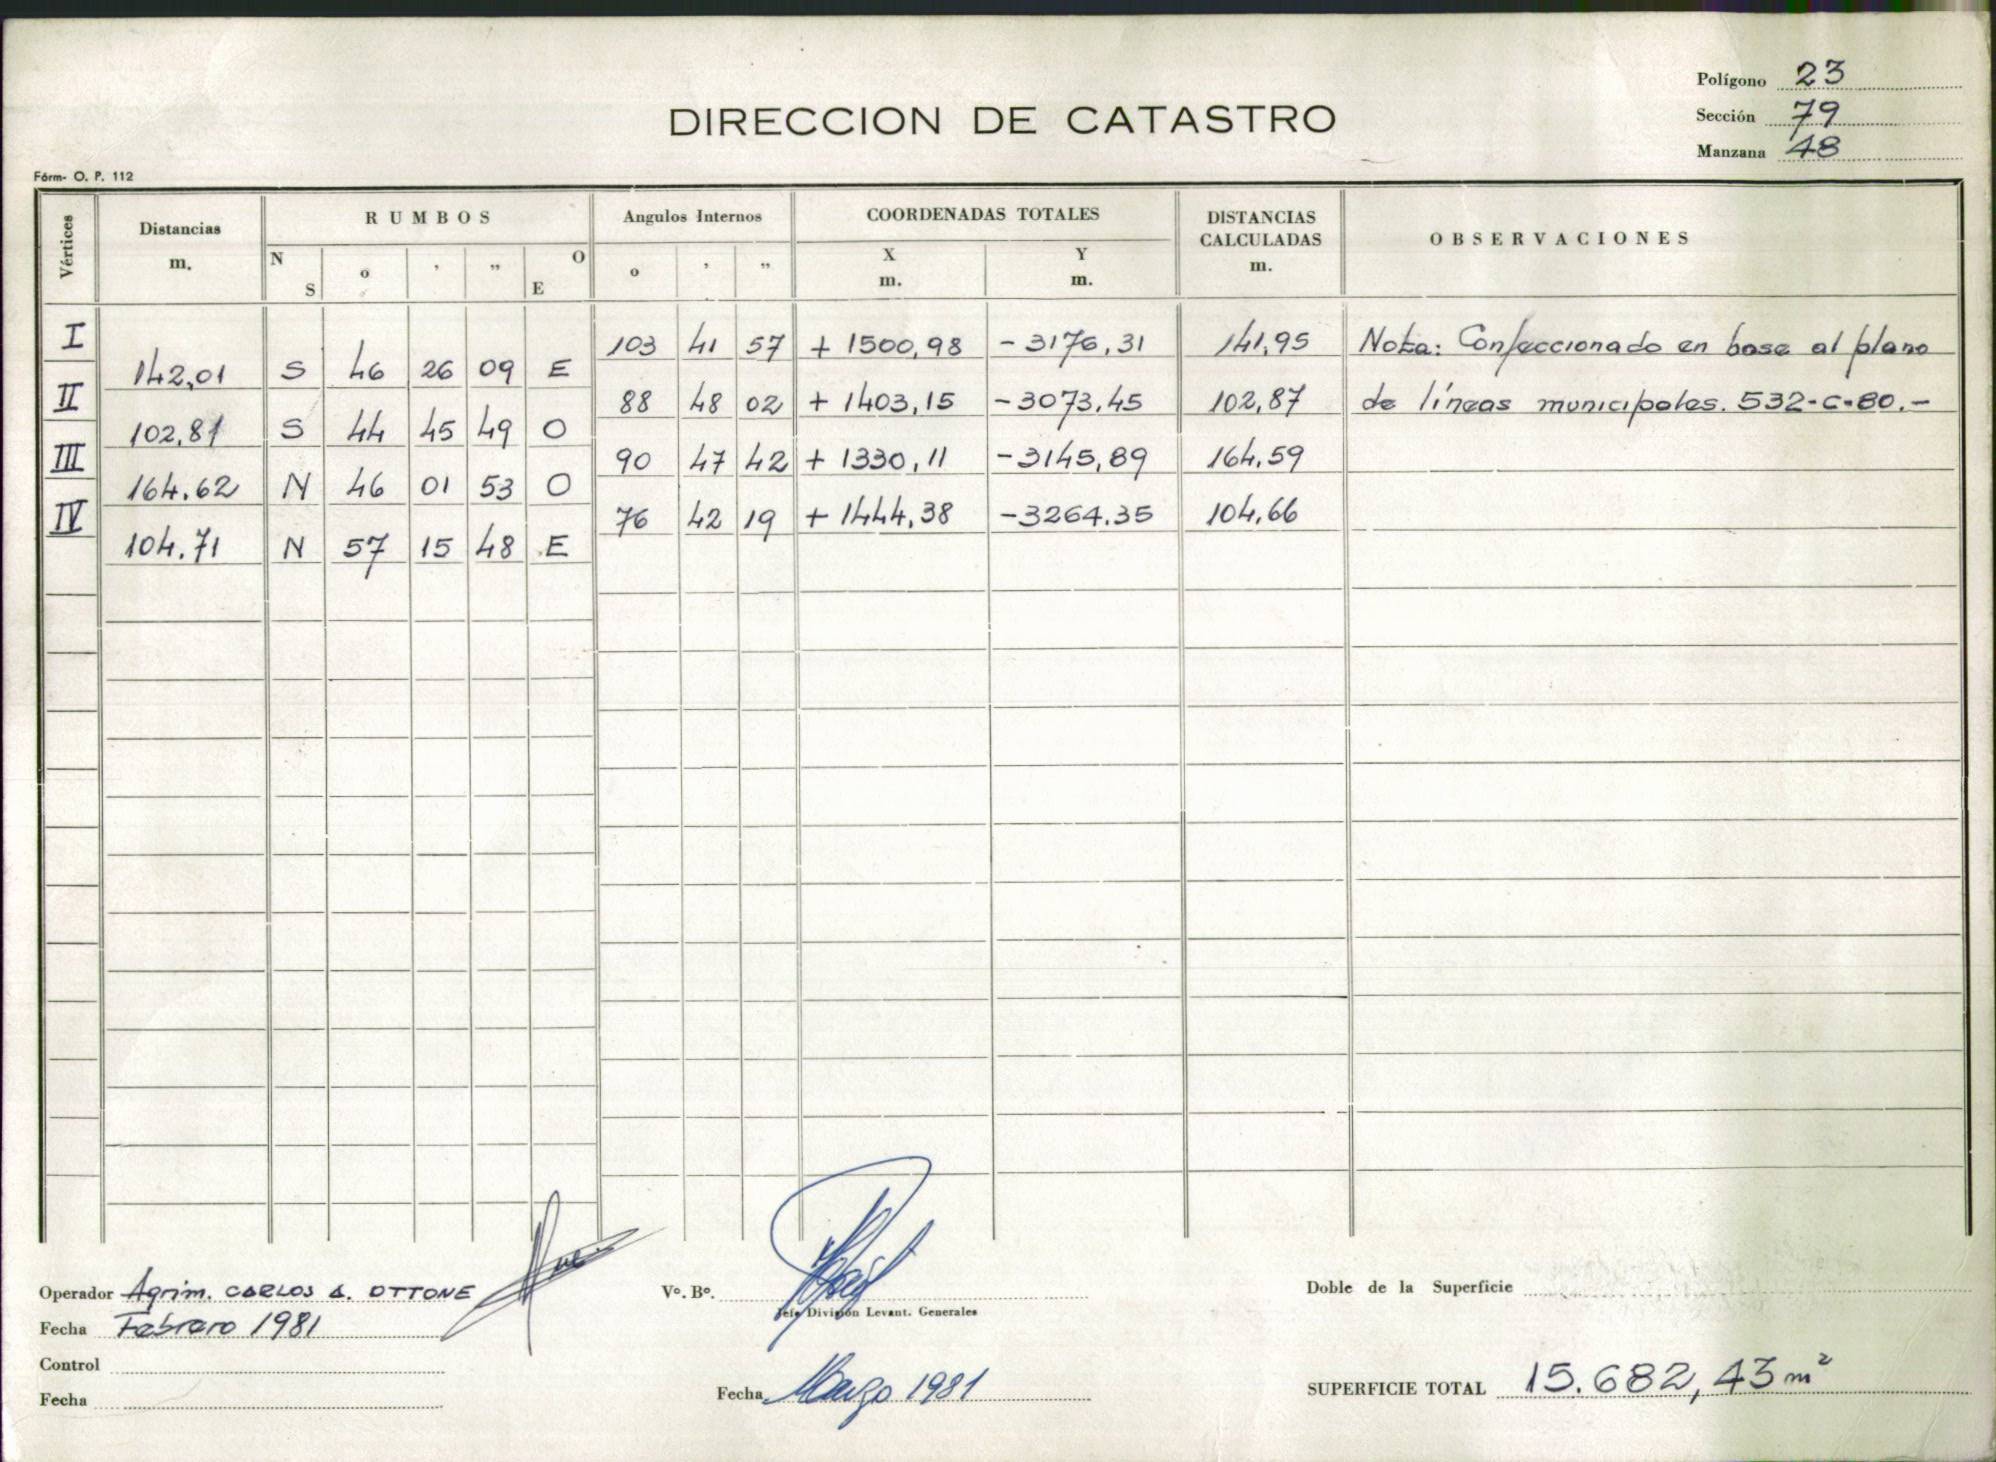 Polígono 23
DIRECCION DE CATASTRO
Sección 79
Manzana 48
Fórm- O. P. 112
Vértices Distancias m. RUMBOS N S o ' " O E Angulos Internos o ' " COORDENADAS TOTALES X m. Y m. DISTANCIAS CALCULADAS m. OBSERVACIONES
I 103 41 57 + 1500,98 - 3176,31 141,95 Nota: Confeccionado en base al plano
142,01 S 46 26 09 E
II 88 48 02 + 1403,15 - 3073,45 102,87 de líneas municipales. 532-C-80.-
102,81 S 44 45 49 O
III 90 47 42 + 1330,11 - 3145,89 164,59
164.62 N 46 01 53 O
IV 76 42 19 + 1444,38 - 3264.35 104,66
104.71 N 57 15 48 E
Operador Agrim. CARLOS A. OTTONE
Vº. Bº.
Doble de la Superficie
Jefe División Levant. Generales
Fecha Febrero 1981
Control
Fecha Marzo 1981
SUPERFICIE TOTAL 15.682,43 m²
Fecha